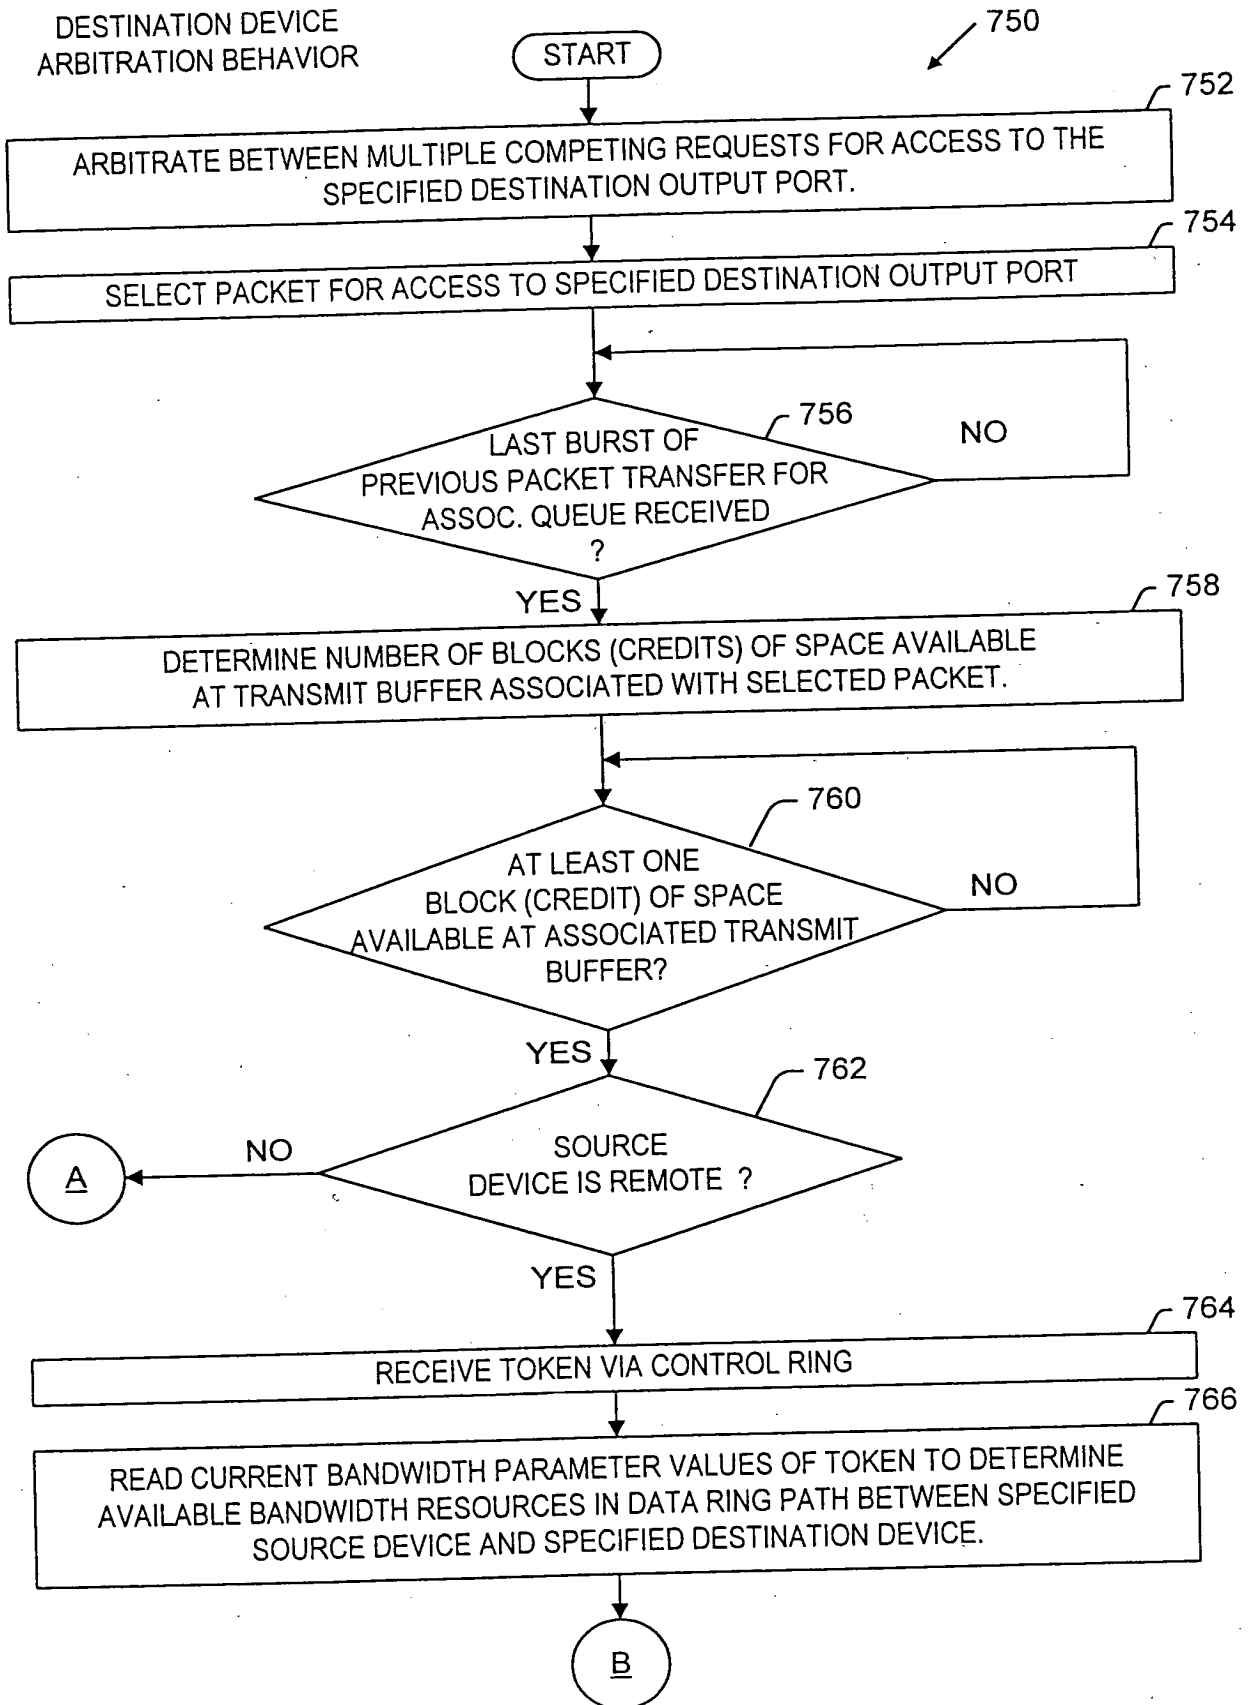 DESTINATION DEVICE
ARBITRATION BEHAVIOR
START
750
752
ARBITRATE BETWEEN MULTIPLE COMPETING REQUESTS FOR ACCESS TO THE
SPECIFIED DESTINATION OUTPUT PORT.
754
SELECT PACKET FOR ACCESS TO SPECIFIED DESTINATION OUTPUT PORT
756
NO
LAST BURST OF
PREVIOUS PACKET TRANSFER FOR
ASSOC. QUEUE RECEIVED
?
YES
758
DETERMINE NUMBER OF BLOCKS (CREDITS) OF SPACE AVAILABLE
AT TRANSMIT BUFFER ASSOCIATED WITH SELECTED PACKET.
760
AT LEAST ONE
BLOCK (CREDIT) OF SPACE
AVAILABLE AT ASSOCIATED TRANSMIT
BUFFER?
NO
YES
762
SOURCE
DEVICE IS REMOTE ?
NO
A
YES
764
RECEIVE TOKEN VIA CONTROL RING
766
READ CURRENT BANDWIDTH PARAMETER VALUES OF TOKEN TO DETERMINE
AVAILABLE BANDWIDTH RESOURCES IN DATA RING PATH BETWEEN SPECIFIED
SOURCE DEVICE AND SPECIFIED DESTINATION DEVICE.
B